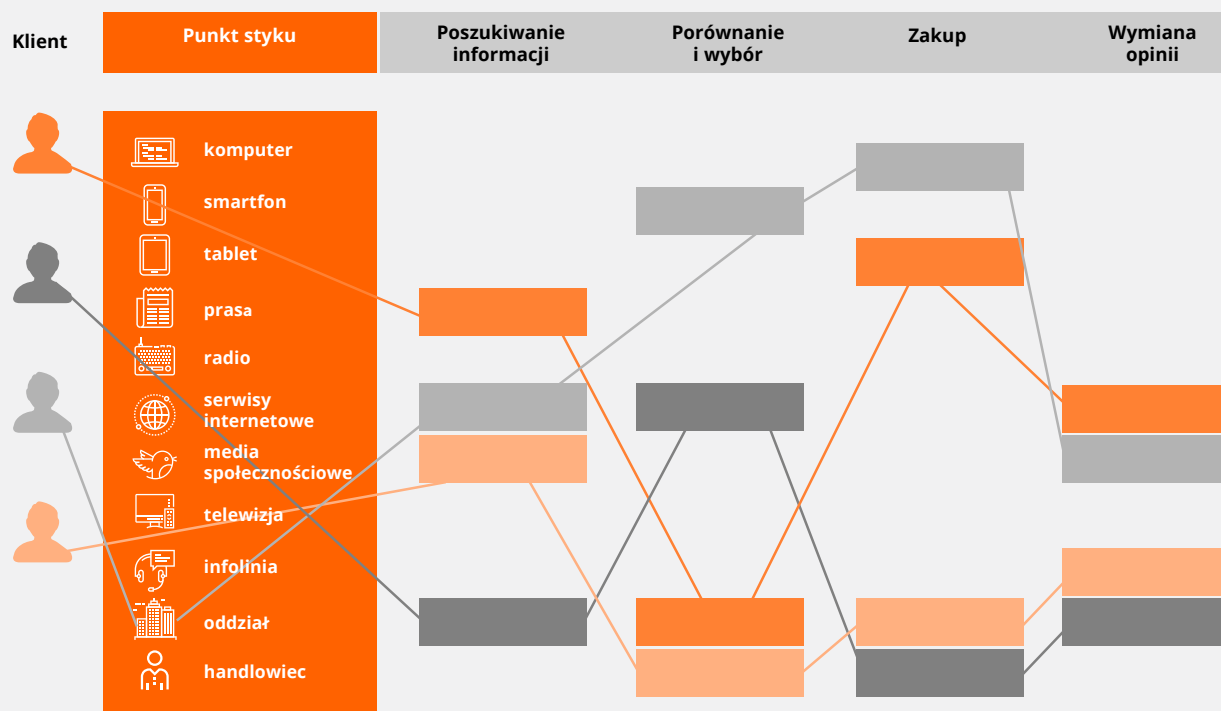 Klient
Punkt styku
Poszukiwanie
informacji
Porównanie
i wybór
Zakup
Wymiana
opinii
komputer
smartfon
tablet
prasa
radio
serwisy
internetowe
media
społecznościowe
telewizja
infolinia
oddział
handlowiec